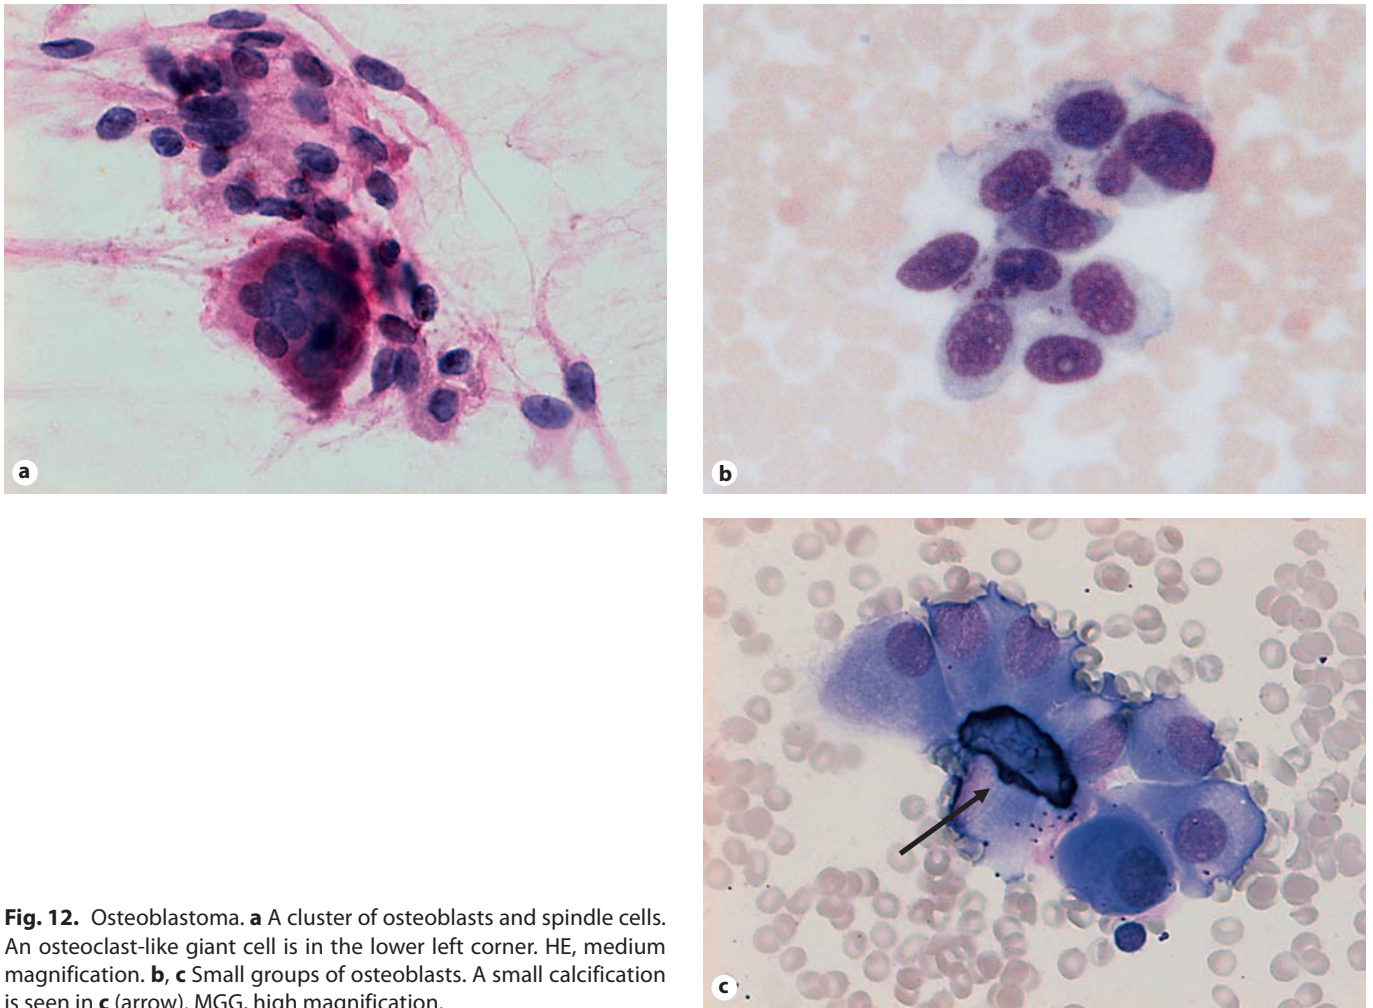 a
b
c
Fig. 12. Osteoblastoma. a A cluster of osteoblasts and spindle cells.
An osteoclast-like giant cell is in the lower left corner. HE, medium
magnification. b, c Small groups of osteoblasts. A small calcification
is seen in c (arrow). MGG, high magnification.